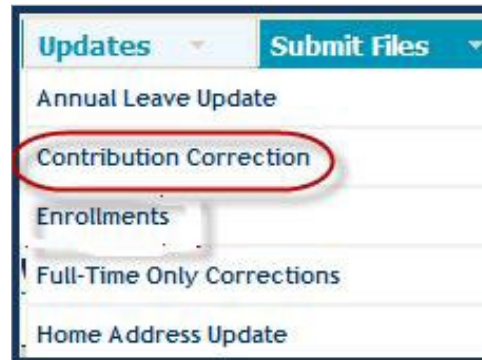 Updates Submit Files
Annual Leave Update
Contribution Correction
Enrollments
Full-Time Only Corrections
Home Address Update